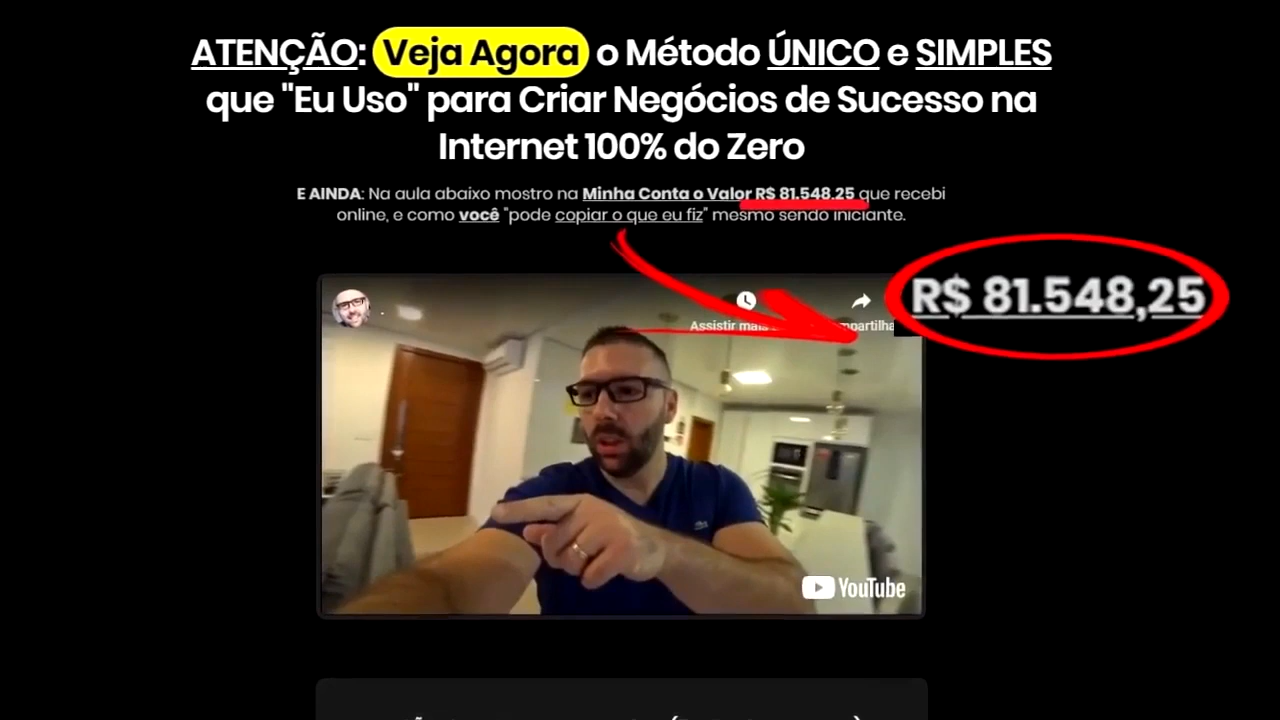 ATENÇÃO: Veja Agora o Método ÚNICO e SIMPLES
que "Eu Uso" para Criar Negócios de Sucesso na
Internet 100% do Zero
E AINDA: Na aula abaixo mostro na Minha Conta o Valor R$ 81.548,25 que recebi
online, e como você "pode copiar o que eu fiz" mesmo sendo iniciante.
R$ 81.548,25
Assistir mais
YouTube